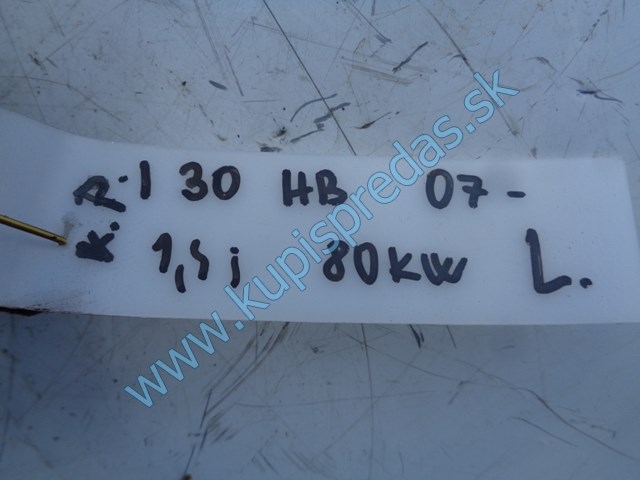 R. I 30 HB 07-
K. 1,4 i 80KW L.
www.kupispredas.sk